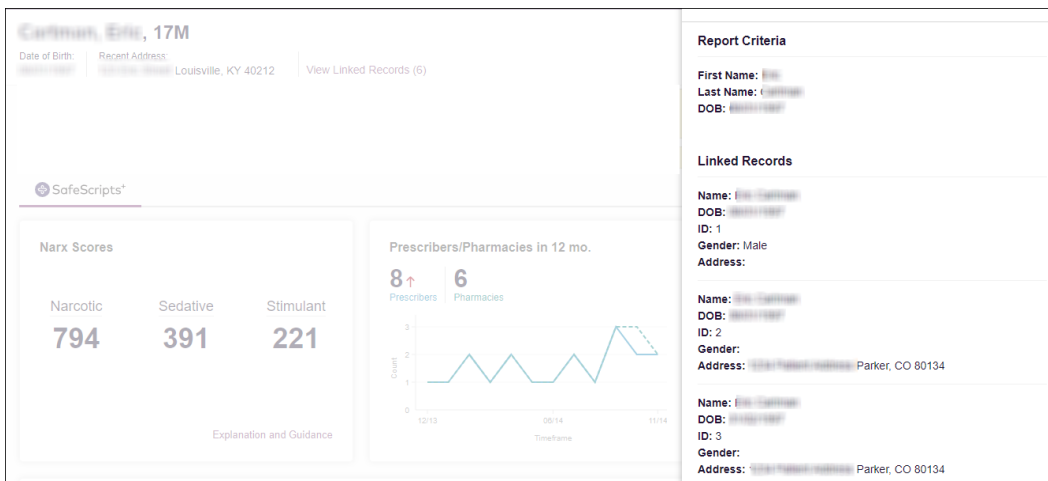 , 17M
Date of Birth: Recent Address:
Louisville, KY 40212 View Linked Records (6)
SafeScripts+
Narx Scores
Narcotic Sedative Stimulant
794 391 221
Explanation and Guidance
Prescribers/Pharmacies in 12 mo.
8↑ 6
Prescribers Pharmacies
Count
3
2
1
0
12/13 06/14 11/14
Timeframe
Report Criteria
First Name:
Last Name:
DOB:
Linked Records
Name:
DOB:
ID: 1
Gender: Male
Address:
Name:
DOB:
ID: 2
Gender:
Address: Parker, CO 80134
Name:
DOB:
ID: 3
Gender:
Address: Parker, CO 80134